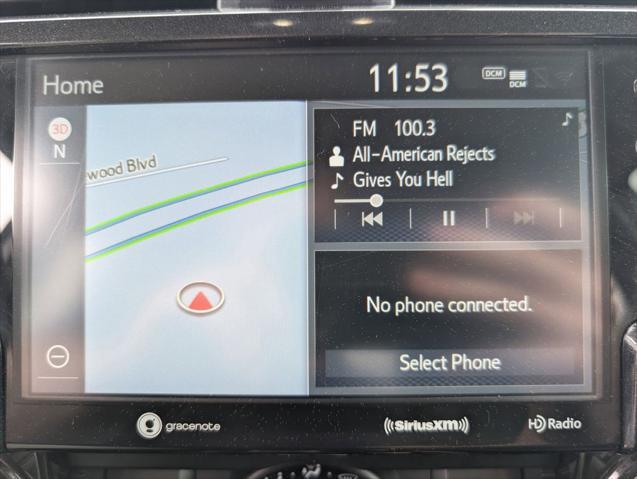 Home
11:53
DCM
DCM
3D
N
ewood Blvd
FM 100.3
All-American Rejects
Gives You Hell
No phone connected.
Select Phone
gracenote
((SiriusXM))
HD Radio